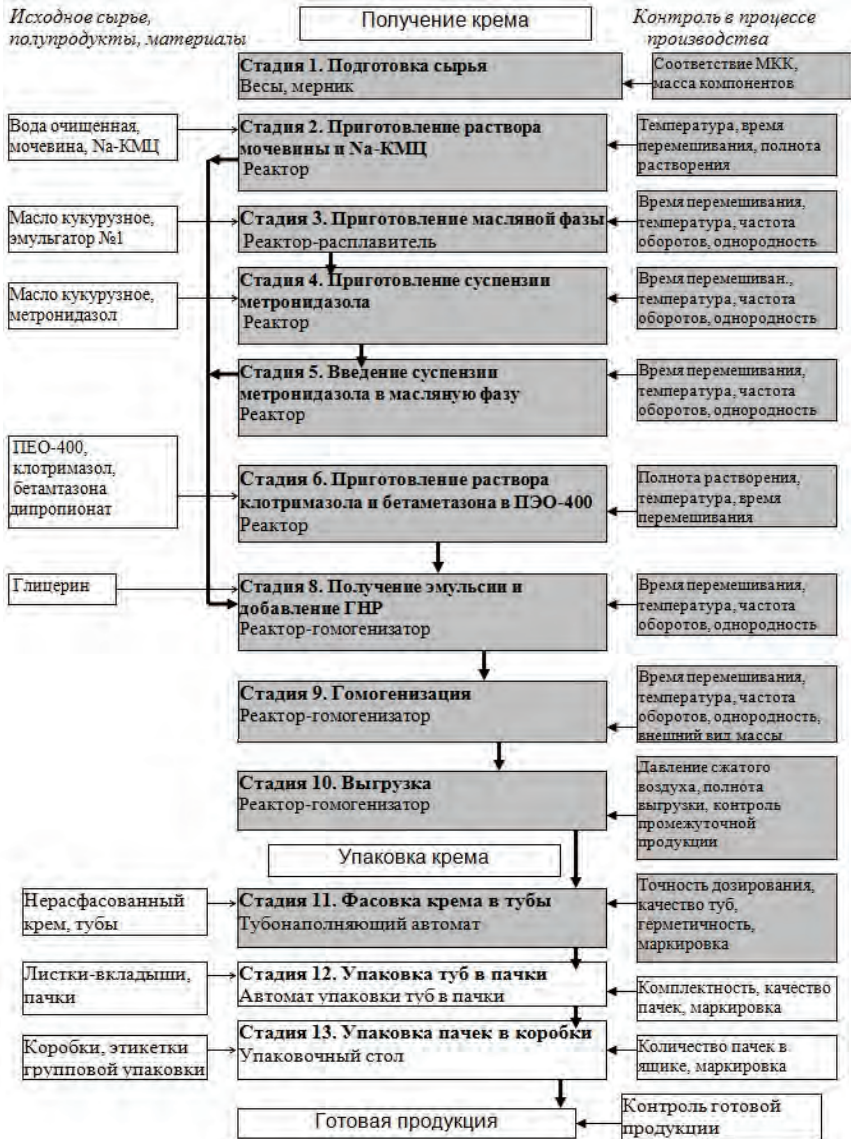 Исходное сырье,
полупродукты, материалы
Получение крема
Контроль в процессе
производства
Стадия 1. Подготовка сырья
Весы, мерник
Соответствие МКК,
масса компонентов
Вода очищенная,
мочевина, Na-КМЦ
Стадия 2. Приготовление раствора
мочевины и Na-КМЦ
Реактор
Температура, время
перемешивания, полнота
растворения
Масло кукурузное,
эмульгатор №1
Стадия 3. Приготовление масляной фазы
Реактор-расплавитель
Время перемешивания,
температура, частота
оборотов, однородность
Масло кукурузное,
метронидазол
Стадия 4. Приготовление суспензии
метронидазола
Реактор
Время перемешиван.,
температура, частота
оборотов, однородность
Стадия 5. Введение суспензии
метронидазола в масляную фазу
Реактор
Время перемешивания,
температура, частота
оборотов, однородность
ПЕО-400,
клотримазол,
бетамтазона
дипропионат
Стадия 6. Приготовление раствора
клотримазола и бетаметазона в ПЭО-400
Реактор
Полнота растворения,
температура, время
перемешивания
Глицерин
Стадия 8. Получение эмульсии и
добавление ГНР
Реактор-гомогенизатор
Время перемешивания,
температура, частота
оборотов, однородность
Стадия 9. Гомогенизация
Реактор-гомогенизатор
Время перемешивания,
температура, частота
оборотов, однородность,
внешний вид массы
Стадия 10. Выгрузка
Реактор-гомогенизатор
Давление сжатого
воздуха, полнота
выгрузки, контроль
промежуточной
продукции
Упаковка крема
Нерасфасованный
крем, тубы
Стадия 11. Фасовка крема в тубы
Тубонаполняющий автомат
Точность дозирования,
качество туб,
герметичность,
маркировка
Листки-вкладыши,
пачки
Стадия 12. Упаковка туб в пачки
Автомат упаковки туб в пачки
Комплектность, качество
пачек, маркировка
Коробки, этикетки
групповой упаковки
Стадия 13. Упаковка пачек в коробки
Упаковочный стол
Количество пачек в
ящике, маркировка
Готовая продукция
Контроль готовой
продукции